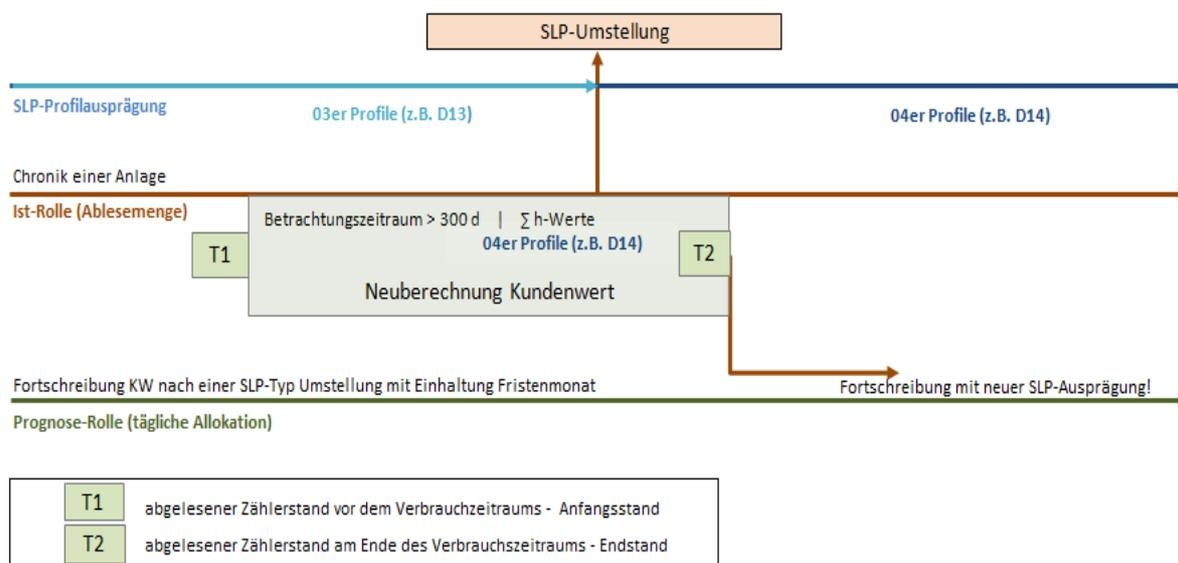 SLP-Umstellung
SLP-Profilausprägung
03er Profile (z.B. D13)
04er Profile (z.B. D14)
Chronik einer Anlage
Ist-Rolle (Ablesemenge)
Betrachtungszeitraum > 300 d | ∑ h-Werte
04er Profile (z.B. D14)
T1
T2
Neuberechnung Kundenwert
Fortschreibung KW nach einer SLP-Typ Umstellung mit Einhaltung Fristenmonat
Fortschreibung mit neuer SLP-Ausprägung!
Prognose-Rolle (tägliche Allokation)
T1 abgelesener Zählerstand vor dem Verbrauchzeitraums - Anfangsstand
T2 abgelesener Zählerstand am Ende des Verbrauchszeitraums - Endstand